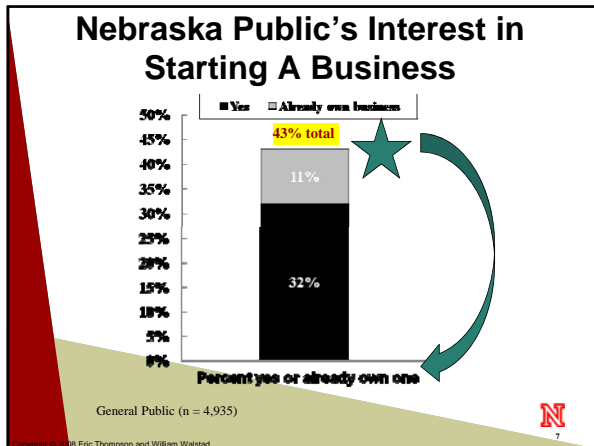 Nebraska Public's Interest in
Starting A Business
Yes Already own business
50%
45%
40%
35%
30%
25%
20%
15%
10%
5%
0%
43% total
11%
32%
Percent yes or already own one
General Public (n = 4,935)
N
7
Copyright © 2008 Eric Thompson and William Walstad